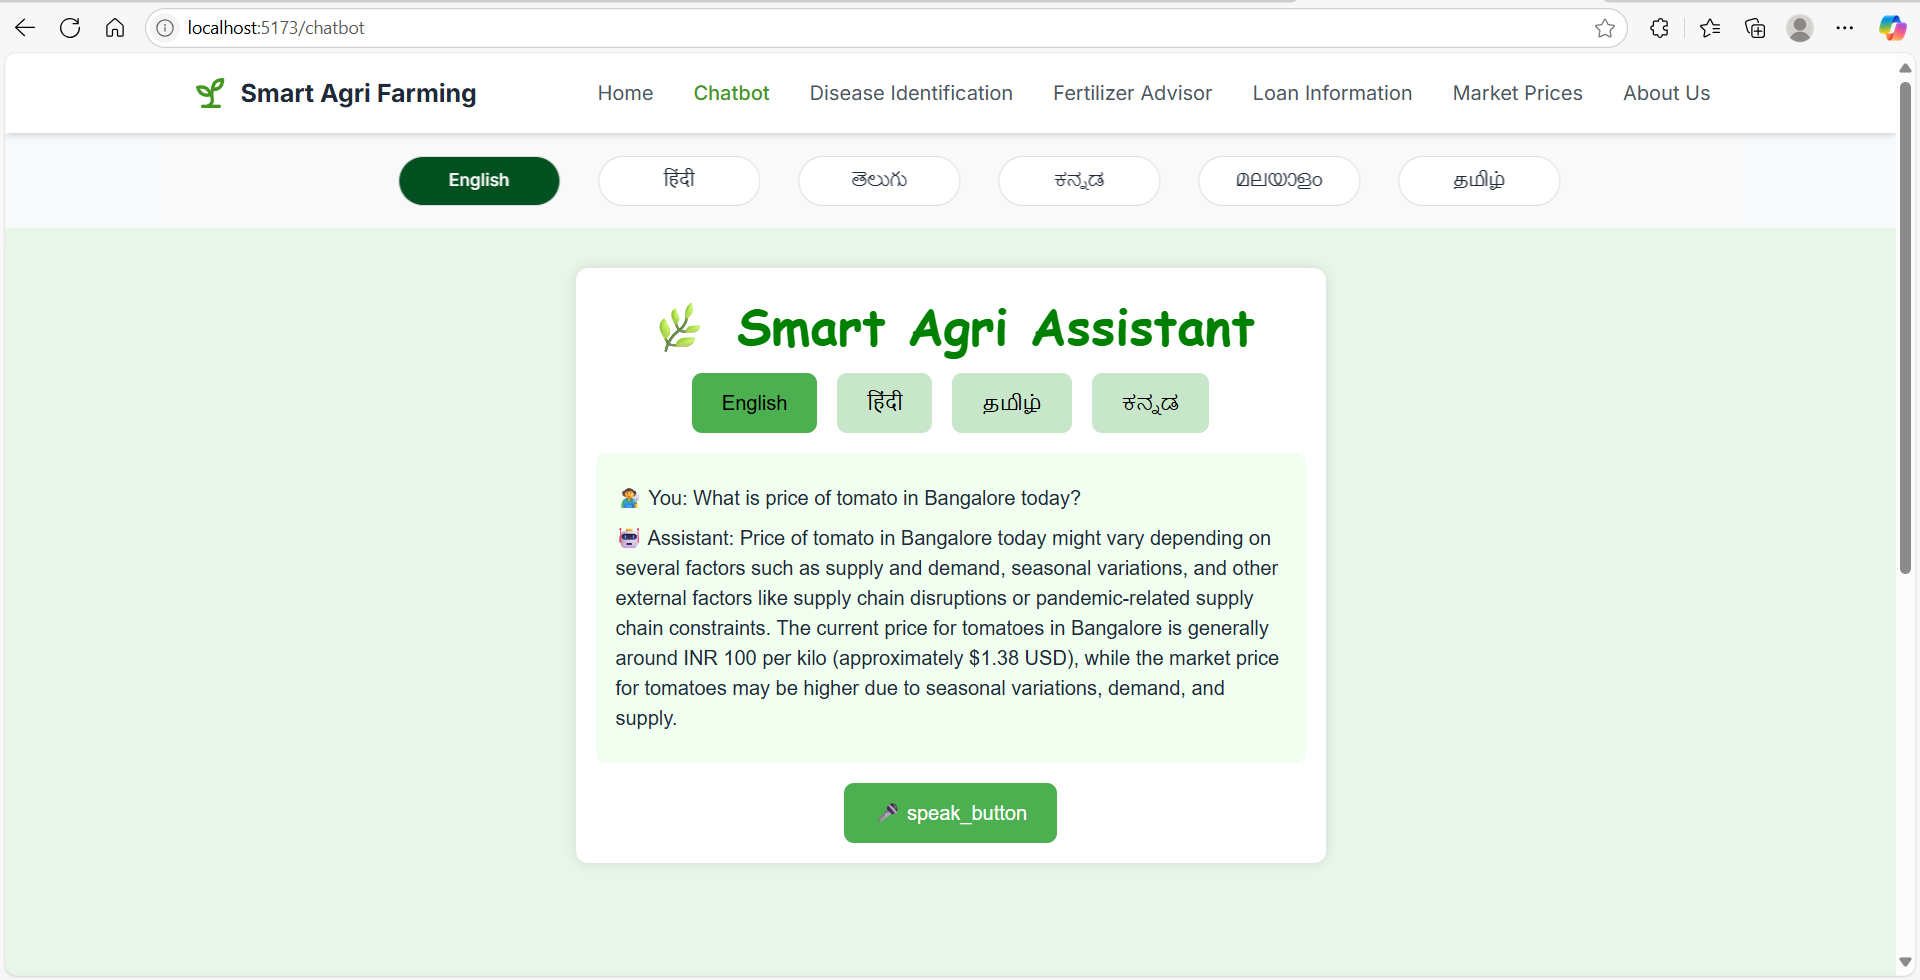 localhost:5173/chatbot
Smart Agri Farming
Home Chatbot Disease Identification Fertilizer Advisor Loan Information Market Prices About Us
English हिंदी తెలుగు ಕನ್ನಡ മലയാളം தமிழ்
Smart Agri Assistant
English हिंदी தமிழ் ಕನ್ನಡ
You: What is price of tomato in Bangalore today?
Assistant: Price of tomato in Bangalore today might vary depending on
several factors such as supply and demand, seasonal variations, and other
external factors like supply chain disruptions or pandemic-related supply
chain constraints. The current price for tomatoes in Bangalore is generally
around INR 100 per kilo (approximately $1.38 USD), while the market price
for tomatoes may be higher due to seasonal variations, demand, and
supply.
speak_button